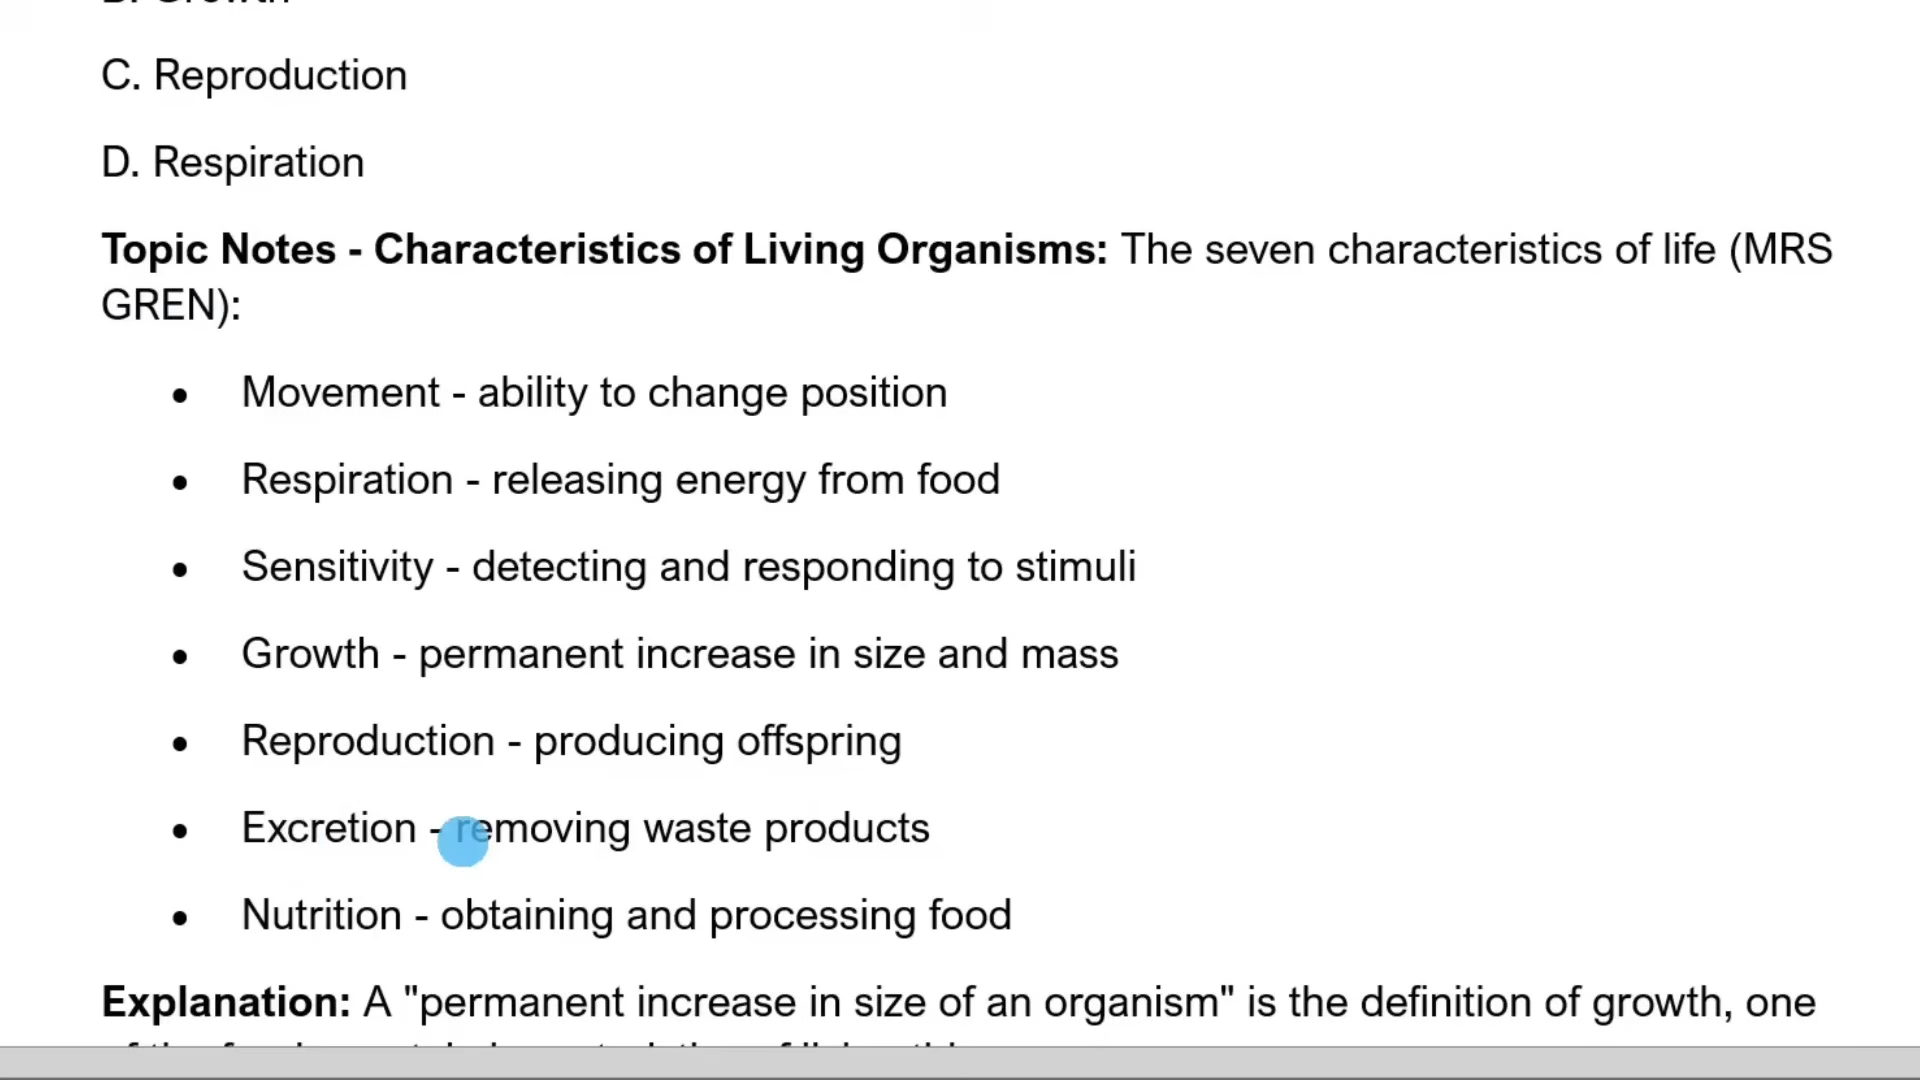 B. Growth
C. Reproduction
D. Respiration
Topic Notes - Characteristics of Living Organisms: The seven characteristics of life (MRS
GREN):
• Movement - ability to change position
• Respiration - releasing energy from food
• Sensitivity - detecting and responding to stimuli
• Growth - permanent increase in size and mass
• Reproduction - producing offspring
• Excretion - removing waste products
• Nutrition - obtaining and processing food
Explanation: A "permanent increase in size of an organism" is the definition of growth, one